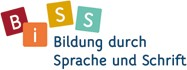 BiSS
Bildung durch
Sprache und Schrift